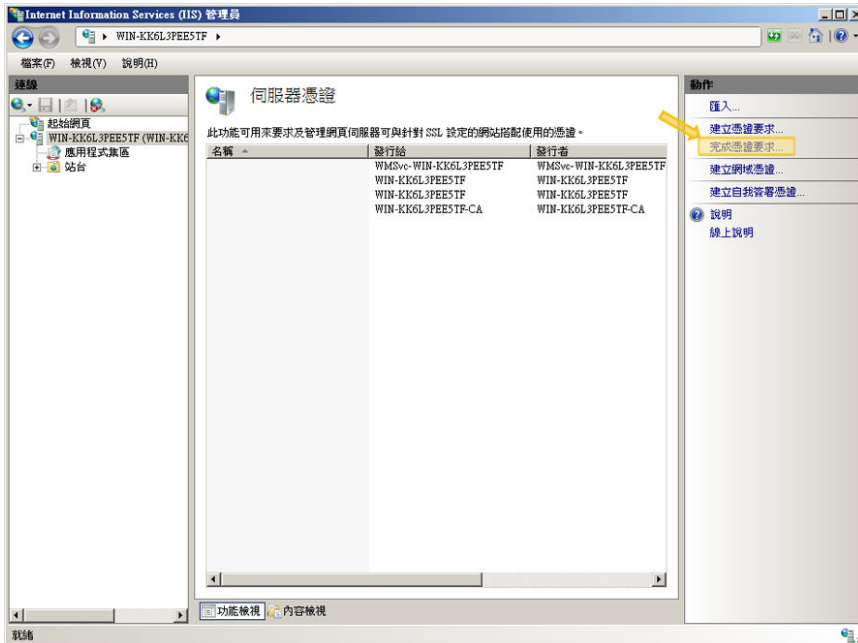 Internet Information Services (IIS) 管理員
WIN-KK6L3PEE5TF
檔案(F) 檢視(V) 說明(H)
連線
起始網頁
WIN-KK6L3PEE5TF (WIN-KK6
應用程式集區
站台
伺服器憑證
此功能可用來要求及管理網頁伺服器可與針對 SSL 設定的網站搭配使用的憑證。
名稱 發行給 發行者
WMSvc-WIN-KK6L3PEE5TF WMSvc-WIN-KK6L3PEE5TF
WIN-KK6L3PEE5TF WIN-KK6L3PEE5TF
WIN-KK6L3PEE5TF WIN-KK6L3PEE5TF
WIN-KK6L3PEE5TF-CA WIN-KK6L3PEE5TF-CA
功能檢視 內容檢視
動作
匯入...
建立憑證要求...
完成憑證要求...
建立網域憑證...
建立自我簽署憑證...
說明
線上說明
就緒